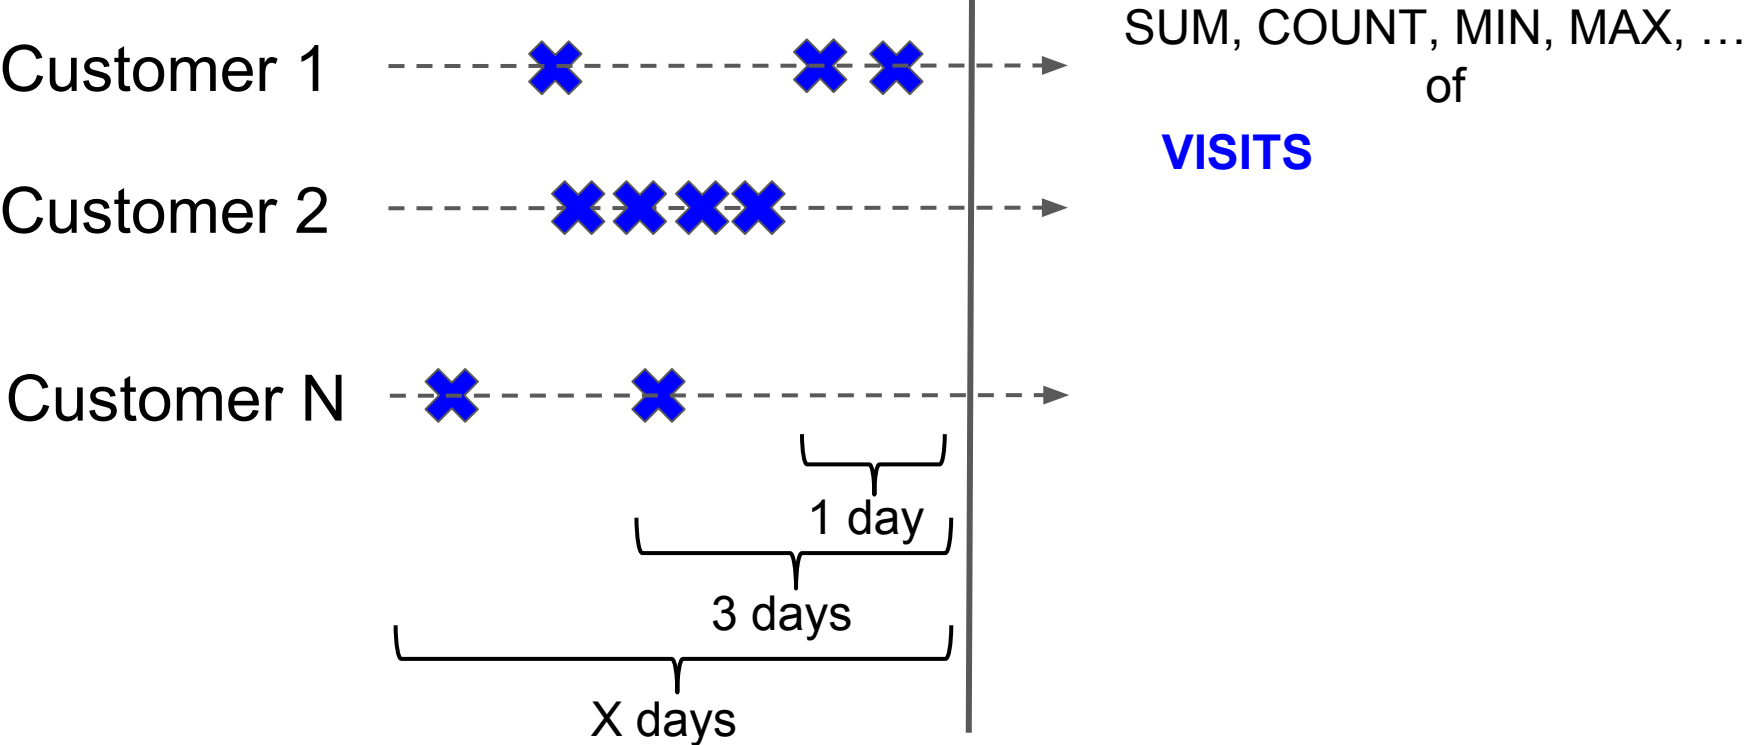 SUM, COUNT, MIN, MAX, …
of
VISITS
Customer 1
Customer 2
Customer N
1 day
3 days
X days